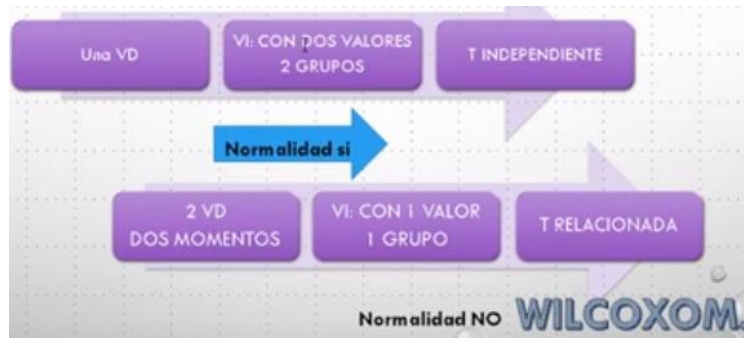 Una VD
VI: CON DOS VALORES
2 GRUPOS
T INDEPENDIENTE
Normalidad si
2 VD
DOS MOMENTOS
VI: CON 1 VALOR
1 GRUPO
T RELACIONADA
Normalidad NO
WILCOXOM